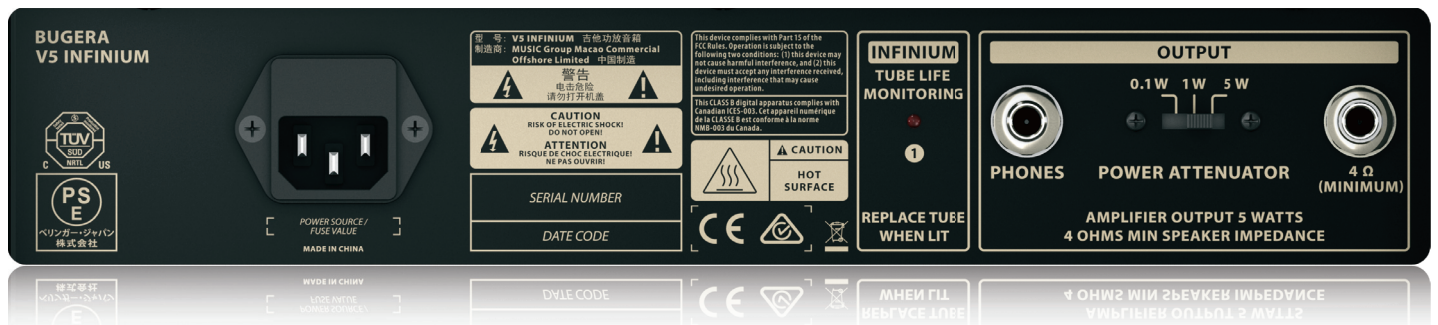 BUGERA
V5 INFINIUM
TÜV
SÜD
C NRTL US
PS
E
ベリンガー・ジャパン
株式会社
POWER SOURCE /
FUSE VALUE
MADE IN CHINA
型 号: V5 INFINIUM 吉他功放音箱
制造商: MUSIC Group Macao Commercial
Offshore Limited 中国制造
警告
电击危险
请勿打开机盖
CAUTION
RISK OF ELECTRIC SHOCK!
DO NOT OPEN!
ATTENTION
RISQUE DE CHOC ELECTRIQUE!
NE PAS OUVRIR!
SERIAL NUMBER
DATE CODE
This device complies with Part 15 of the
FCC Rules. Operation is subject to the
following two conditions: (1) this device may
not cause harmful interference, and (2) this
device must accept any interference received,
including interference that may cause
undesired operation.
This CLASS B digital apparatus complies with
Canadian ICES-003. Cet appareil numérique
de la CLASSE B est conforme à la norme
NMB-003 du Canada.
CAUTION
HOT
SURFACE
CE
INFINIUM
TUBE LIFE
MONITORING
1
REPLACE TUBE
WHEN LIT
OUTPUT
0.1 W 1 W 5 W
PHONES
POWER ATTENUATOR
4 Ω
(MINIMUM)
AMPLIFIER OUTPUT 5 WATTS
4 OHMS MIN SPEAKER IMPEDANCE